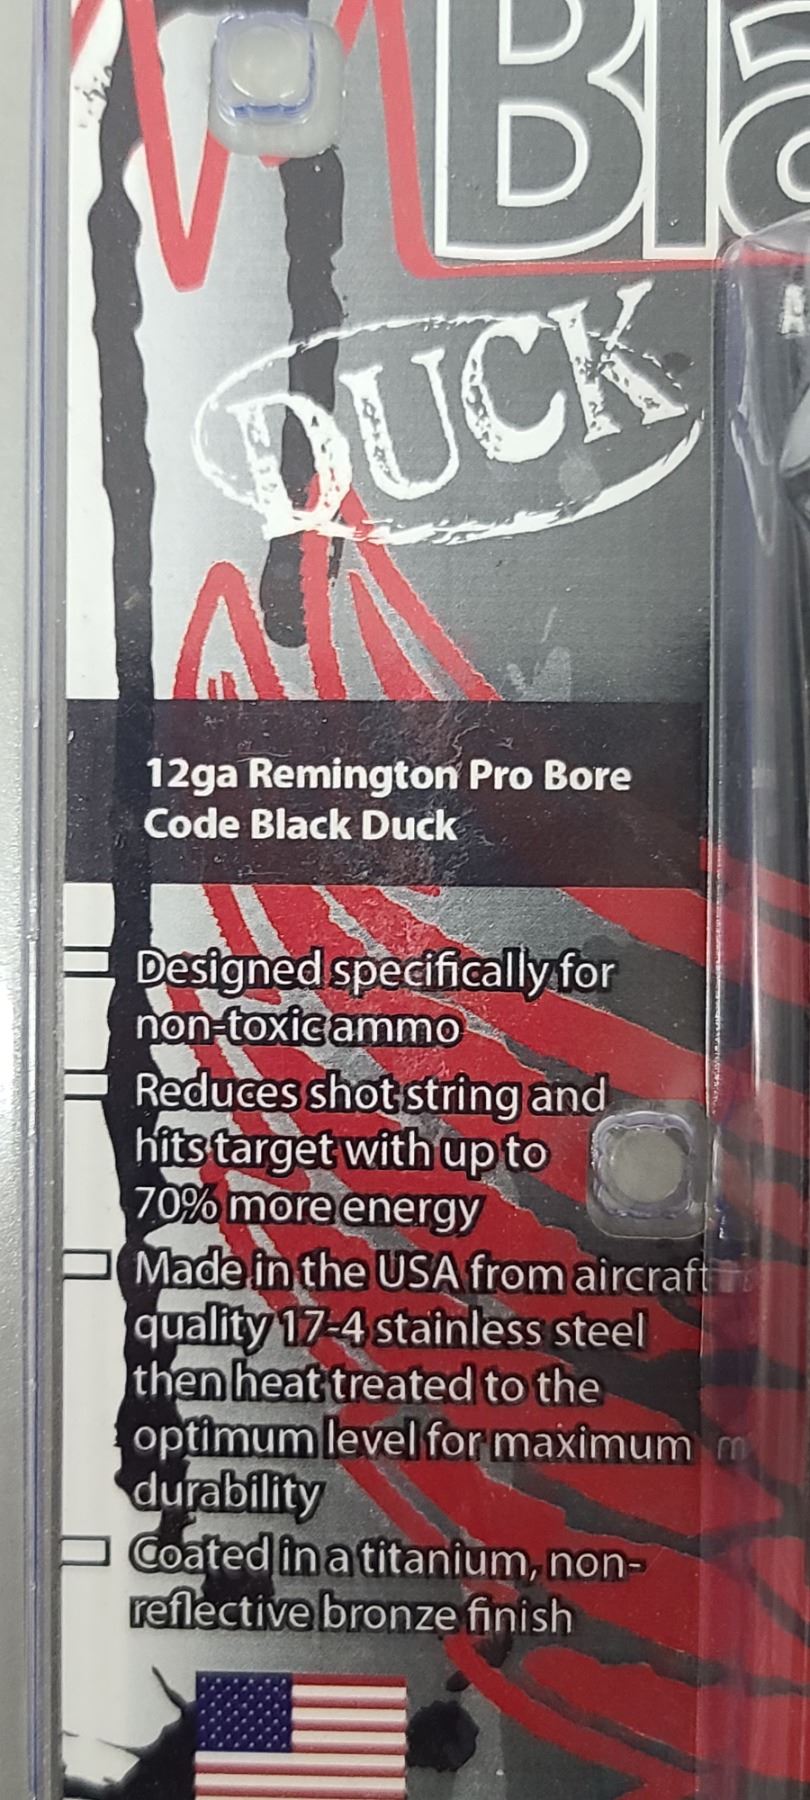 DUCK
12ga Remington Pro Bore
Code Black Duck
Designed specifically for
non-toxic ammo
Reduces shot string and
hits target with up to
70% more energy
Made in the USA from aircraft
quality 17-4 stainless steel
then heat treated to the
optimum level for maximum
durability
Coated in a titanium, non-
reflective bronze finish